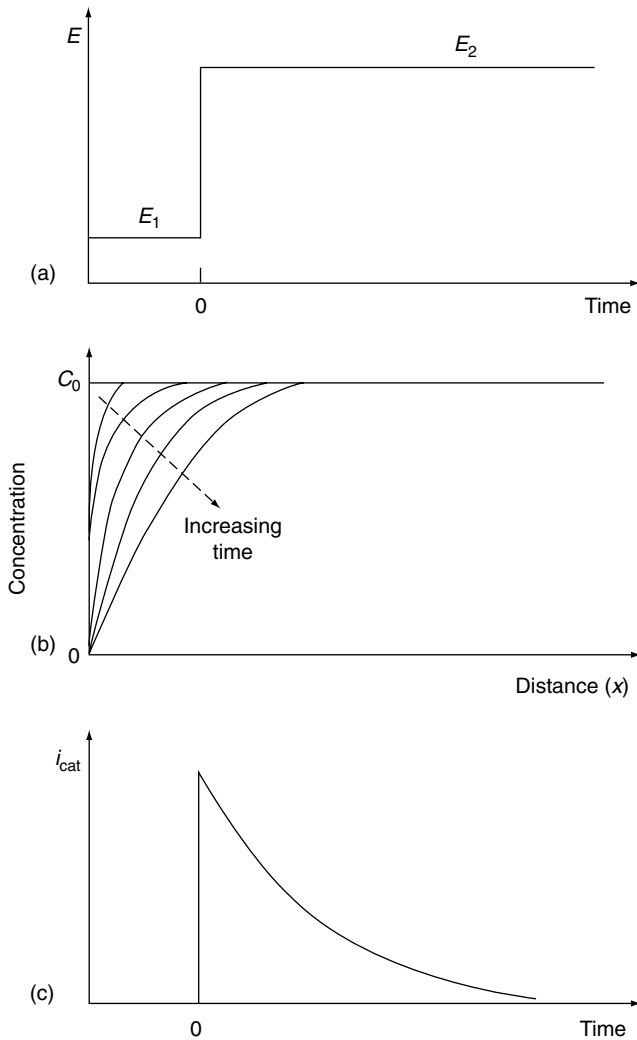 E
E2
E1
(a)
0
Time
C0
Concentration
Increasing
time
(b)
0
Distance (x)
icat
(c)
0
Time